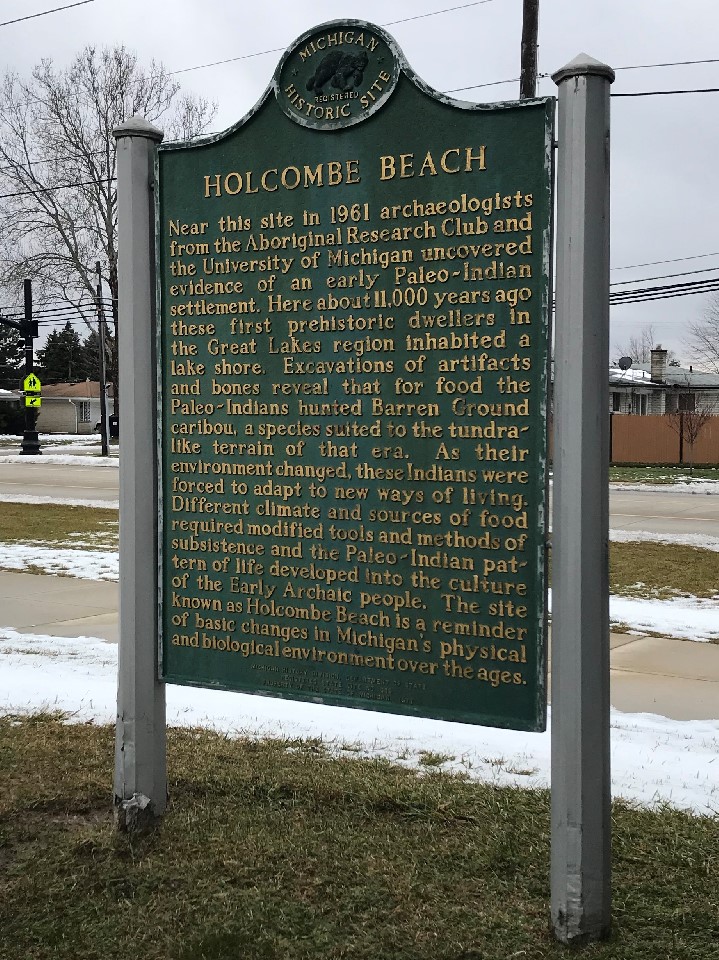 MICHIGAN
REGISTERED
HISTORIC SITE
HOLCOMBE BEACH
Near this site in 1961 archaeologists
from the Aboriginal Research Club and
the University of Michigan uncovered
evidence of an early Paleo-Indian
settlement. Here about 11,000 years ago
these first prehistoric dwellers in
the Great Lakes region inhabited a
lake shore. Excavations of artifacts
and bones reveal that for food the
Paleo-Indians hunted Barren Ground
caribou, a species suited to the tundra-
like terrain of that era. As their
environment changed, these Indians were
forced to adapt to new ways of living.
Different climate and sources of food
required modified tools and methods of
subsistence and the Paleo-Indian pat-
tern of life developed into the culture
of the Early Archaic people. The site
known as Holcombe Beach is a reminder
of basic changes in Michigan's physical
and biological environment over the ages.
MICHIGAN HISTORY DIVISION, DEPARTMENT OF STATE